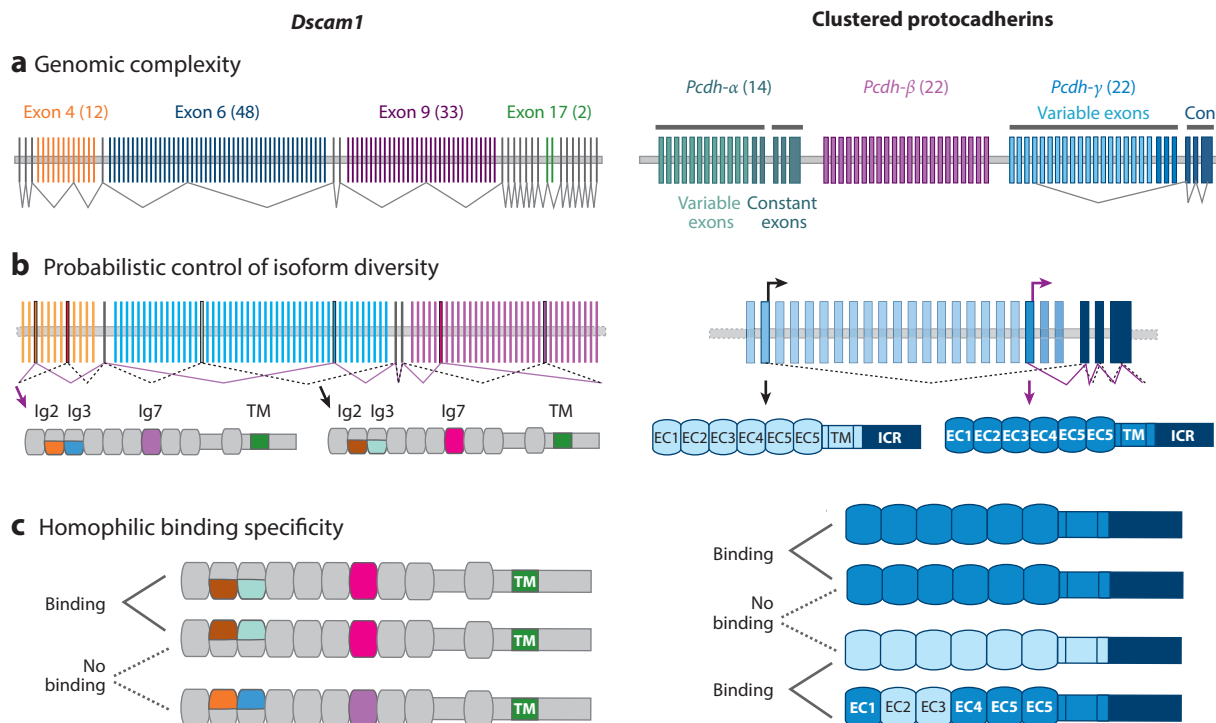 Dscam1
Clustered protocadherins
a Genomic complexity
Exon 4 (12)
Exon 6 (48)
Exon 9 (33)
Exon 17 (2)
Pcdh-α (14)
Pcdh-β (22)
Pcdh-γ (22)
Variable exons
Con
Variable
exons
Constant
exons
b Probabilistic control of isoform diversity
Ig2 Ig3 Ig7 TM
Ig2 Ig3 Ig7 TM
EC1 EC2 EC3 EC4 EC5 EC5 TM ICR
EC1 EC2 EC3 EC4 EC5 EC5 TM ICR
c Homophilic binding specificity
Binding
No
binding
TM
TM
TM
Binding
No
binding
Binding
EC1 EC2 EC3 EC4 EC5 EC5